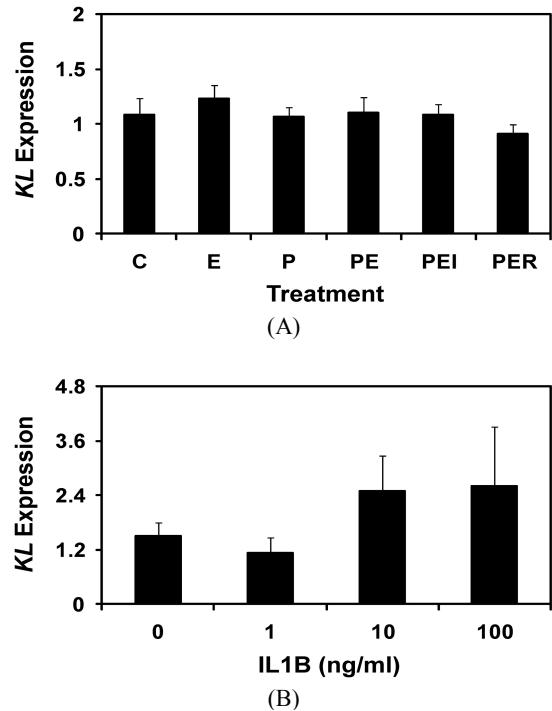 2
1.5
1
0.5
0
KL Expression
C E P PE PEI PER
Treatment
(A)
4.8
3.6
2.4
1.2
0
KL Expression
0 1 10 100
IL1B (ng/ml)
(B)